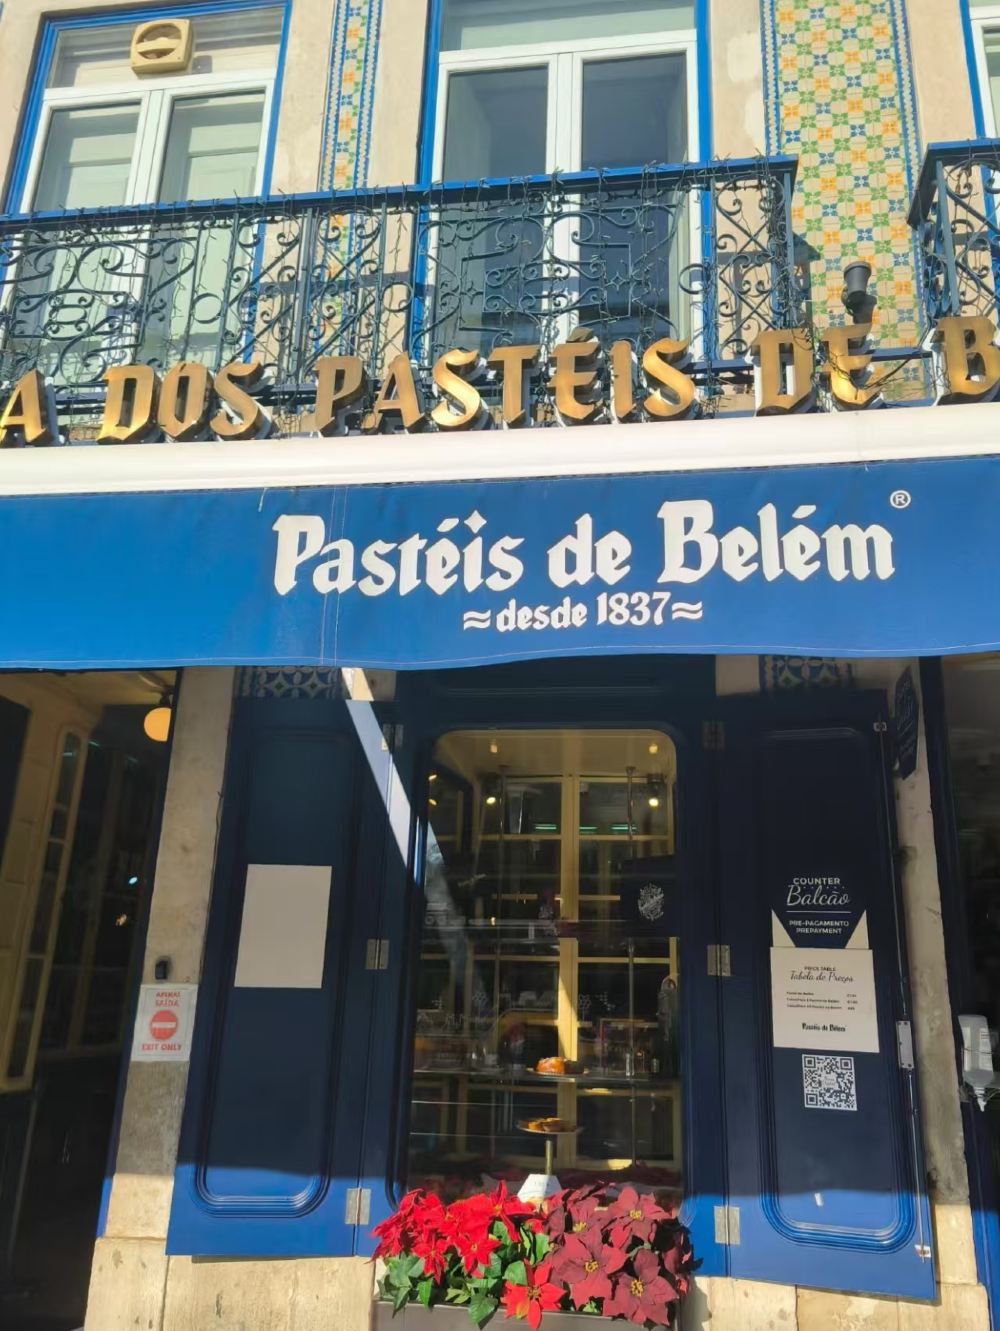 A DOS PASTÉIS DE B
Pastéis de Belém ®
≈desde 1837≈
COUNTER
Balcão
PRÉ-PAGAMENTO
PREPAYMENT
PRICE TABLE
Tabela de Preços
Pastéis de Belém
APENAS
SAÍDA
EXIT ONLY